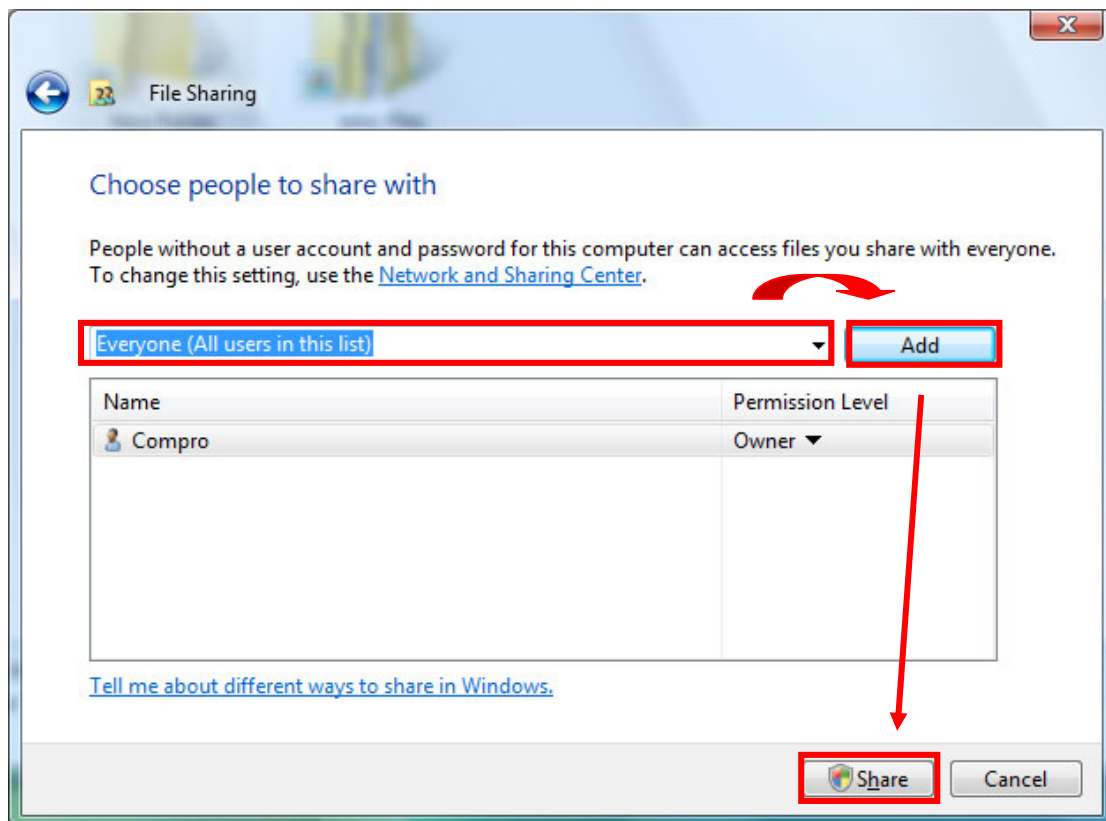 File Sharing
Choose people to share with
People without a user account and password for this computer can access files you share with everyone.
To change this setting, use the Network and Sharing Center.
Everyone (All users in this list)
Add
Name Permission Level
Compro Owner
Tell me about different ways to share in Windows.
Share Cancel